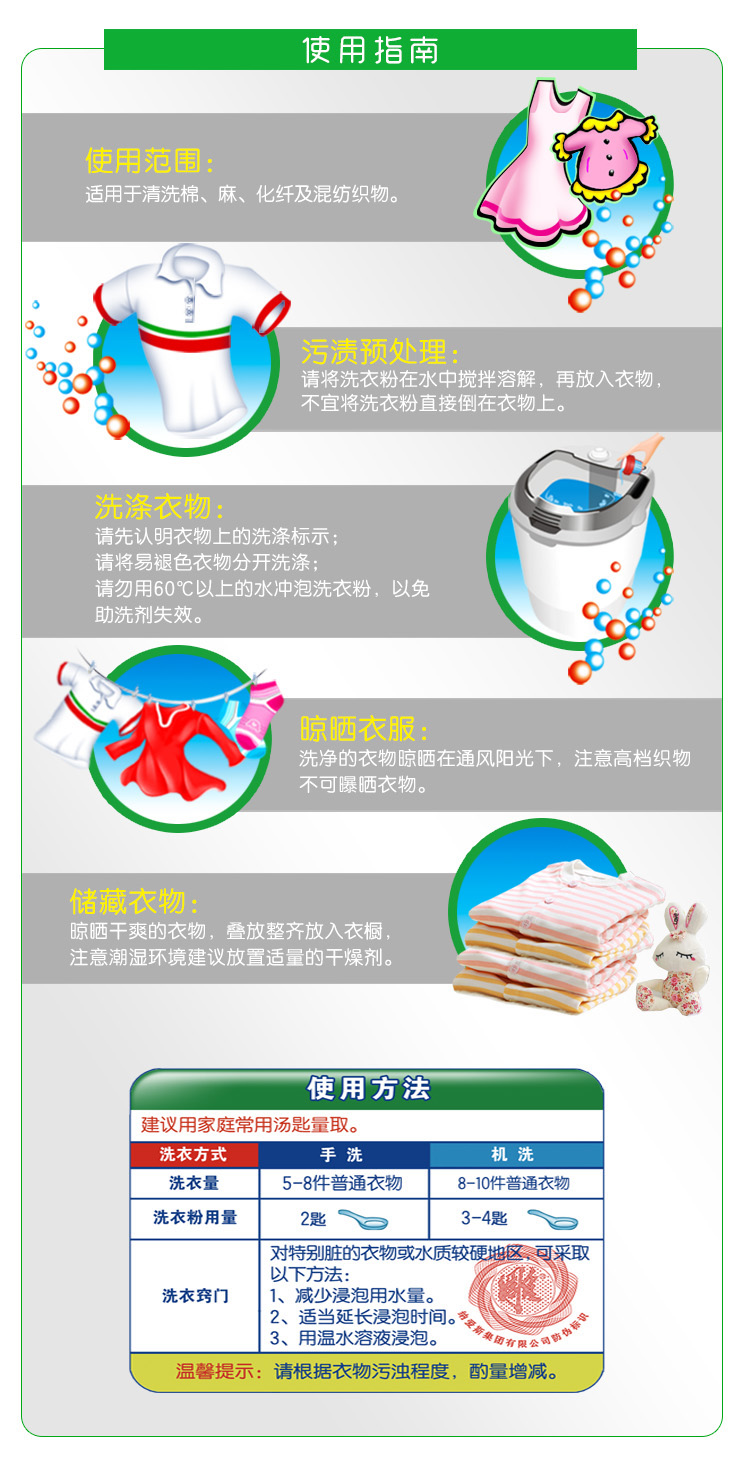 使用指南
使用范围：
适用于清洗棉、麻、化纤及混纺织物。
污渍预处理：
请将洗衣粉在水中搅拌溶解，再放入衣物，
不宜将洗衣粉直接倒在衣物上。
洗涤衣物：
请先认明衣物上的洗涤标示；
请将易褪色衣物分开洗涤；
请勿用60℃以上的水冲泡洗衣粉，以免
助洗剂失效。
晾晒衣服：
洗净的衣物晾晒在通风阳光下，注意高档织物
不可曝晒衣物。
储藏衣物：
晾晒干爽的衣物，叠放整齐放入衣橱，
注意潮湿环境建议放置适量的干燥剂。
使用方法
建议用家庭常用汤匙量取。
洗衣方式 手 洗 机 洗
洗衣量 5-8件普通衣物 8-10件普通衣物
洗衣粉用量 2匙 3-4匙
洗衣窍门
对特别脏的衣物或水质较硬地区，可采取
以下方法：
1、减少浸泡用水量。
2、适当延长浸泡时间。
3、用温水溶液浸泡。
纳爱斯集团有限公司防伪标识
温馨提示：请根据衣物污浊程度，酌量增减。